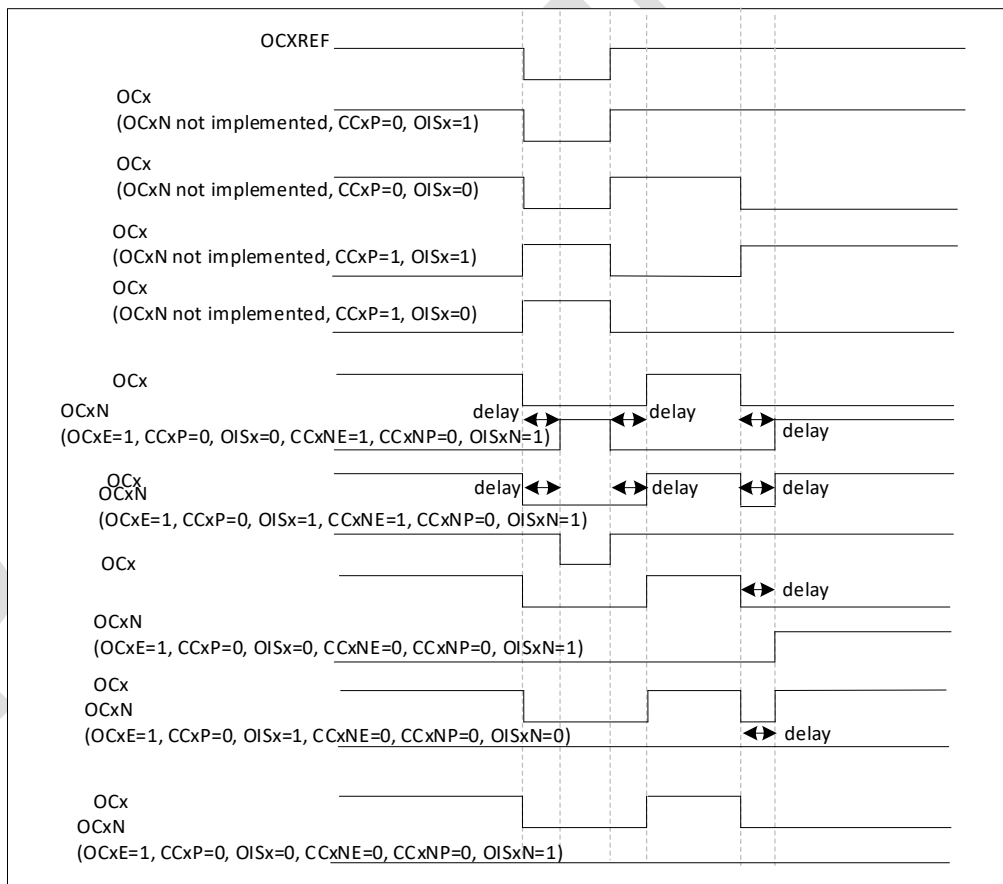 OCXREF
OCx
(OCxN not implemented, CCxP=0, OISx=1)
OCx
(OCxN not implemented, CCxP=0, OISx=0)
OCx
(OCxN not implemented, CCxP=1, OISx=1)
OCx
(OCxN not implemented, CCxP=1, OISx=0)
OCx
OCxN delay delay
(OCxE=1, CCxP=0, OISx=0, CCxNE=1, CCxNP=0, OISxN=1) delay
OCx delay delay delay
OCxN
(OCxE=1, CCxP=0, OISx=1, CCxNE=1, CCxNP=0, OISxN=1)
OCx
delay
OCxN
(OCxE=1, CCxP=0, OISx=0, CCxNE=0, CCxNP=0, OISxN=1)
OCx
OCxN
(OCxE=1, CCxP=0, OISx=1, CCxNE=0, CCxNP=0, OISxN=0) delay
OCx
OCxN
(OCxE=1, CCxP=0, OISx=0, CCxNE=0, CCxNP=0, OISxN=1)